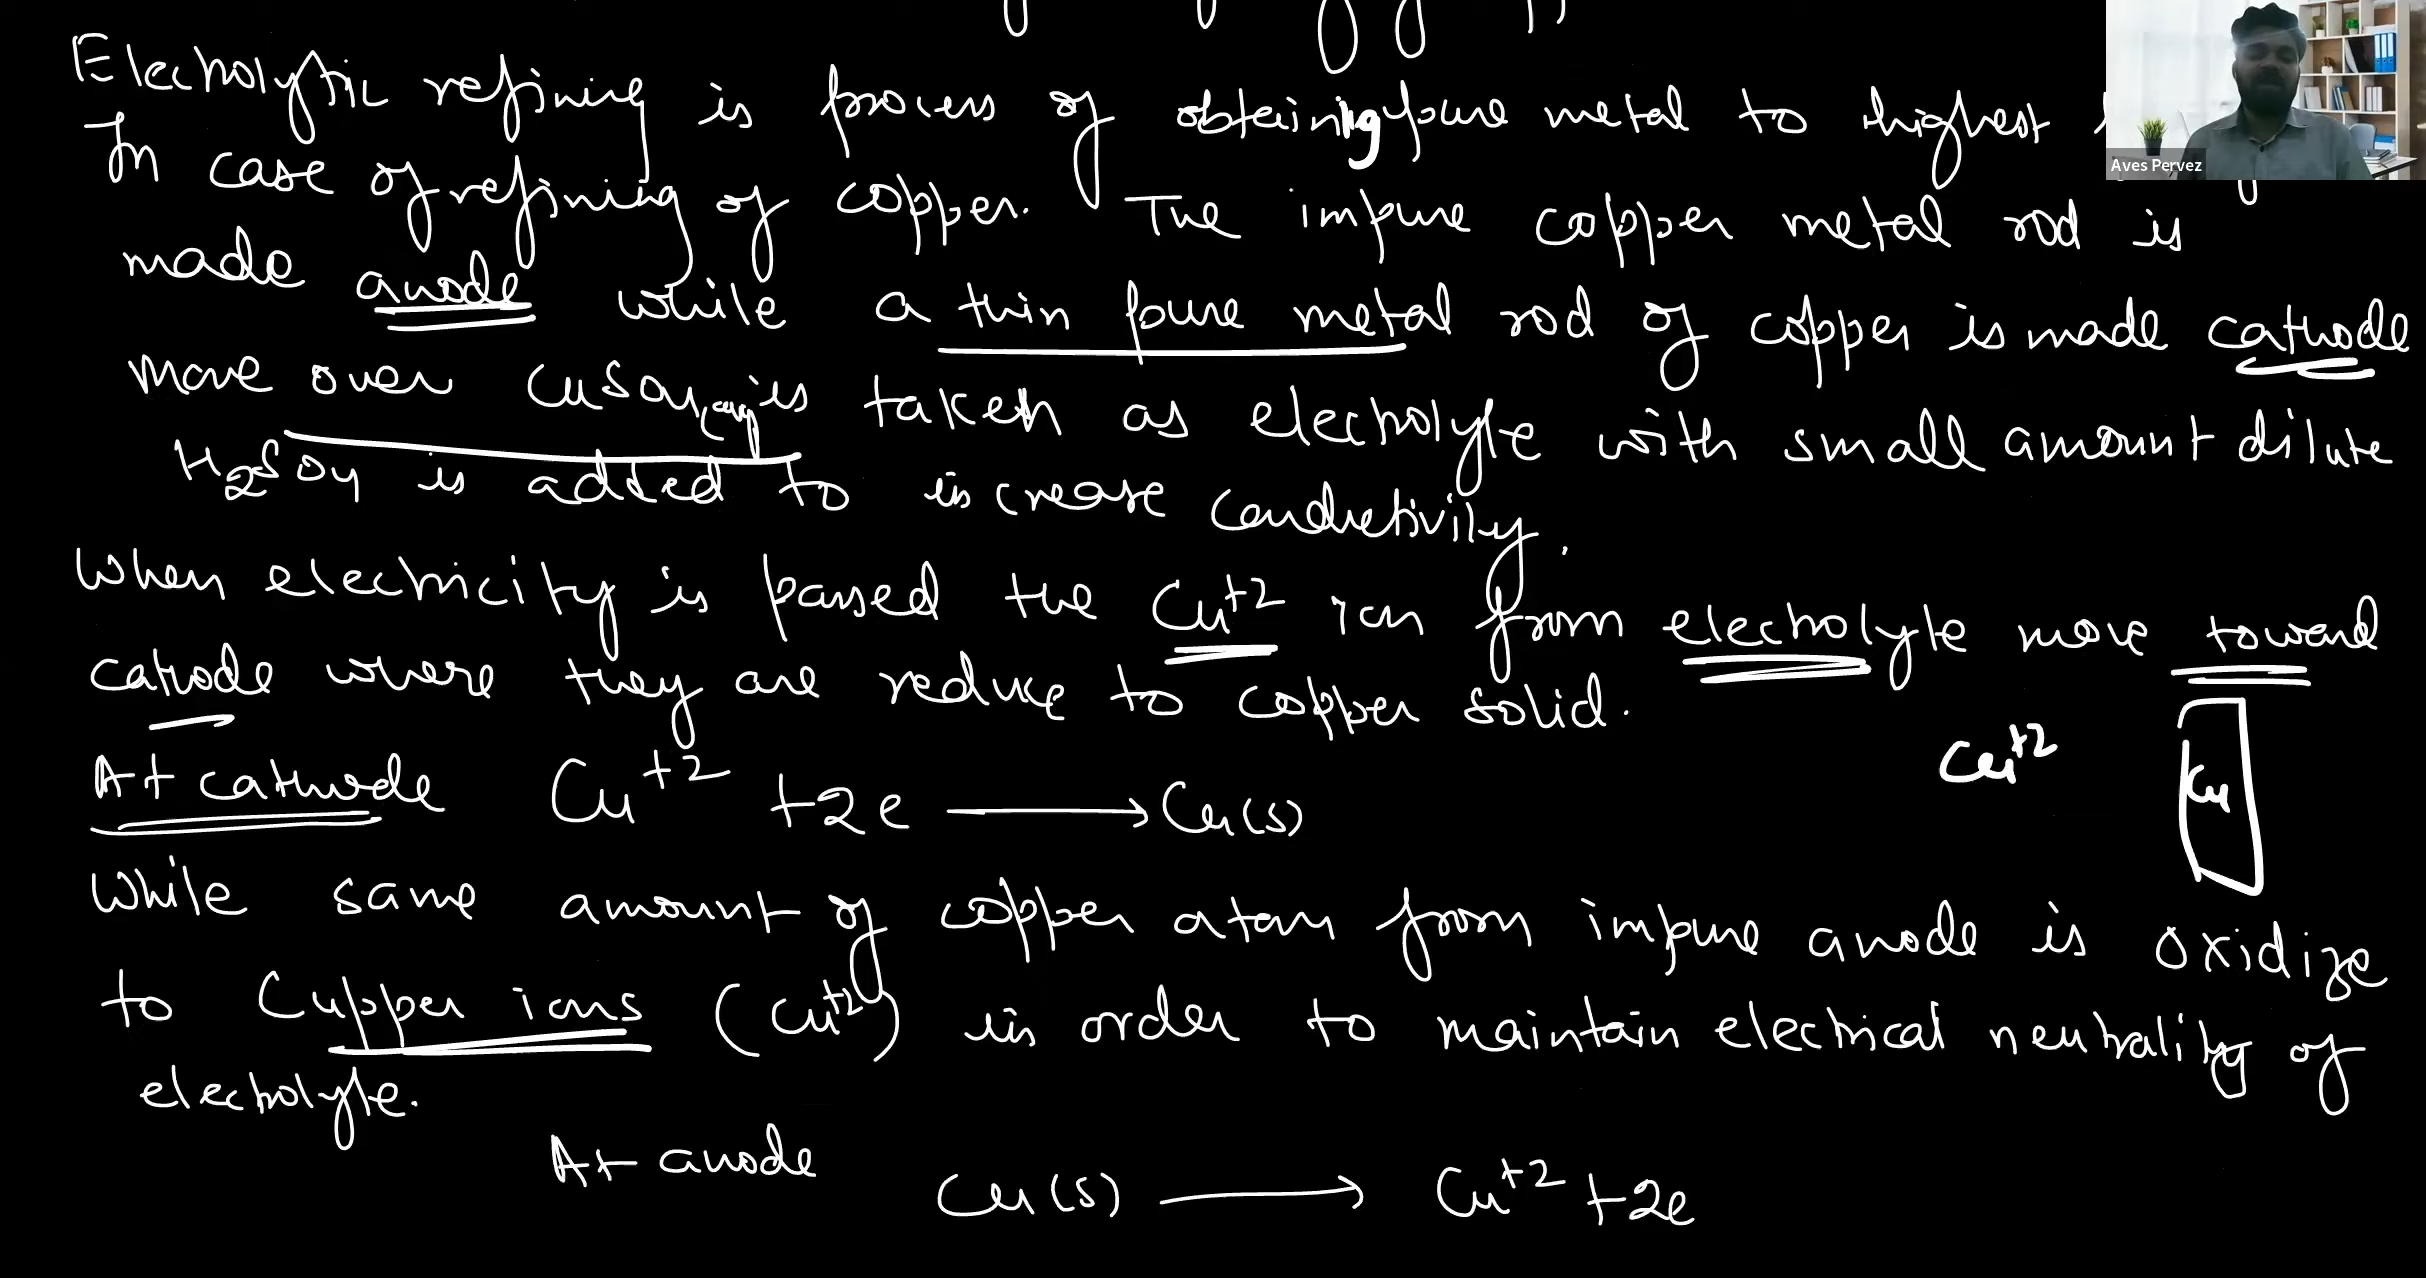 Electrolytic refining is process of obtaining pure metal to highest
In case of refining of copper. The impure copper metal rod is
made anode while a thin pure metal rod of copper is made cathode
more over CuSO4(aq) is taken as electrolyte with small amount dilute
H2SO4 is added to increase conductivity.
When electricity is passed the Cu+2 ion from electrolyte move toward
cathode where they are reduce to copper solid.
Cu+2
Cu
At cathode Cu+2 +2e → Cu(s)
While same amount of copper atom from impure anode is oxidize
to Cupper ions (Cu+2) in order to maintain electrical neutrality of
electrolyte.
At anode Cu(s) → Cu+2 +2e
Aves Pervez